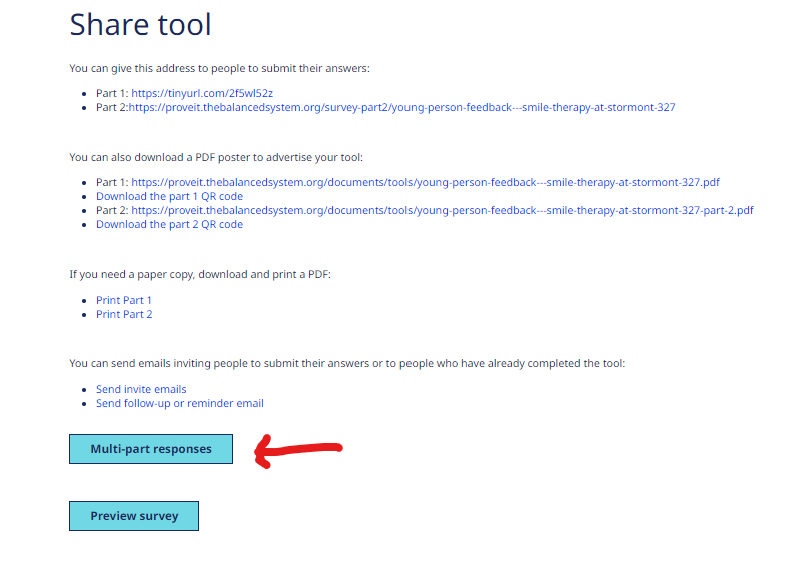 Share tool
You can give this address to people to submit their answers:
Part 1: https://tinyurl.com/2f5wl52z
Part 2:https://proveit.thebalancedsystem.org/survey-part2/young-person-feedback---smile-therapy-at-stormont-327
You can also download a PDF poster to advertise your tool:
Part 1: https://proveit.thebalancedsystem.org/documents/tools/young-person-feedback---smile-therapy-at-stormont-327.pdf
Download the part 1 QR code
Part 2: https://proveit.thebalancedsystem.org/documents/tools/young-person-feedback---smile-therapy-at-stormont-327-part-2.pdf
Download the part 2 QR code
If you need a paper copy, download and print a PDF:
Print Part 1
Print Part 2
You can send emails inviting people to submit their answers or to people who have already completed the tool:
Send invite emails
Send follow-up or reminder email
Multi-part responses
Preview survey